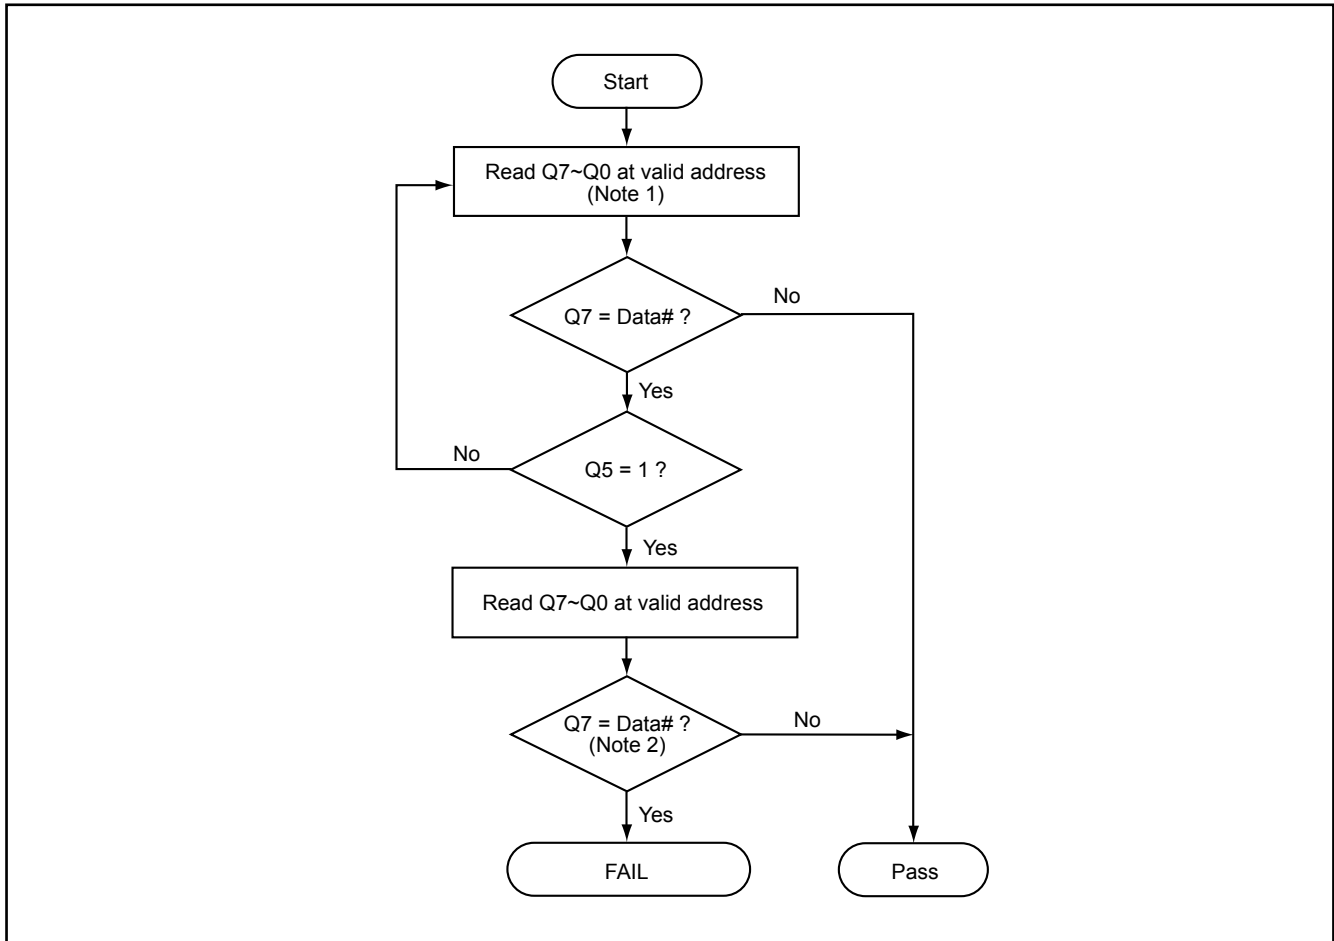 Start
Read Q7~Q0 at valid address
(Note 1)
Q7 = Data# ?
No
Yes
Q5 = 1 ?
No
Yes
Read Q7~Q0 at valid address
Q7 = Data# ?
(Note 2)
No
Yes
FAIL
Pass